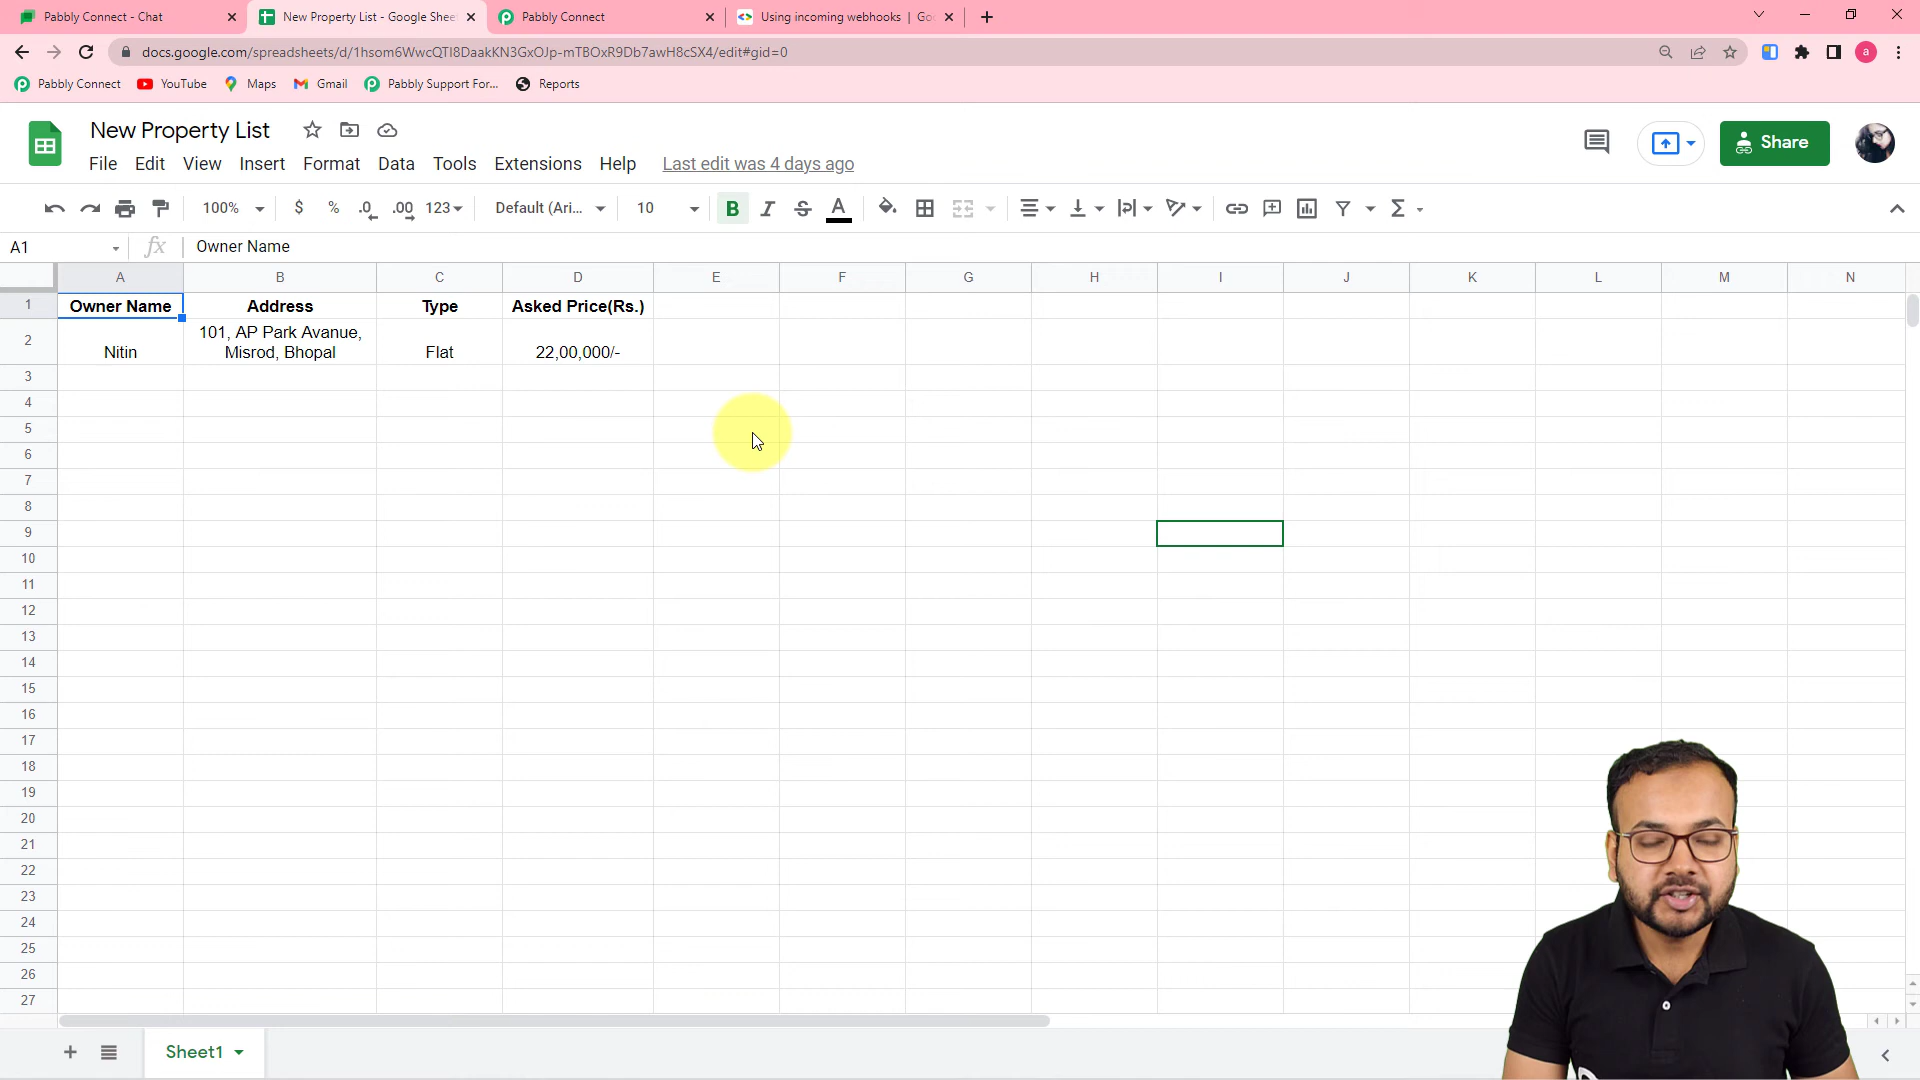 Pabbly Connect - Chat
New Property List - Google Shee
Pabbly Connect
Using incoming webhooks | Goo
docs.google.com/spreadsheets/d/1hsom6WwcQTI8DaakKN3GxOJp-mTBOxR9Db7awH8cSX4/edit#gid=0
a
Pabbly Connect
YouTube
Maps
Gmail
Pabbly Support For...
Reports
New Property List
Share
File Edit View Insert Format Data Tools Extensions Help Last edit was 4 days ago
100% $ % .0 .00 123 Default (Ari... 10 B I S A Σ
A1 fx Owner Name
A B C D E F G H I J K L M N
1 Owner Name Address Type Asked Price(Rs.)
2 Nitin 101, AP Park Avanue, Misrod, Bhopal Flat 22,00,000/-
3
4
5
6
7
8
9
10
11
12
13
14
15
16
17
18
19
20
21
22
23
24
25
26
27
Sheet1